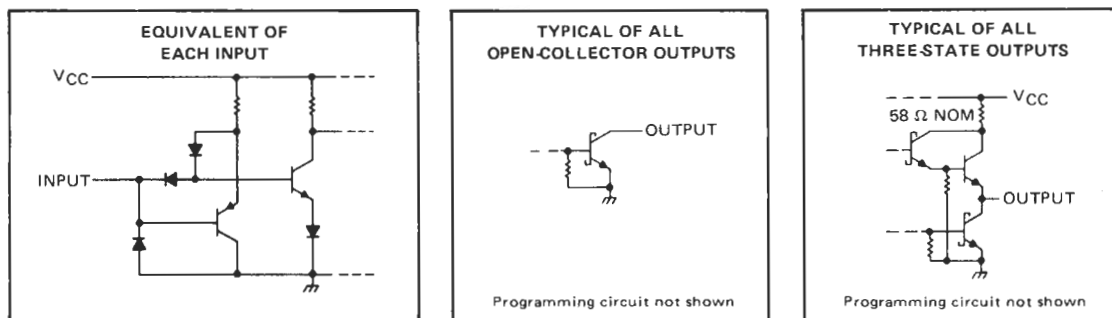 EQUIVALENT OF
EACH INPUT
VCC
INPUT
TYPICAL OF ALL
OPEN-COLLECTOR OUTPUTS
OUTPUT
Programming circuit not shown
TYPICAL OF ALL
THREE-STATE OUTPUTS
VCC
58 Ω NOM
OUTPUT
Programming circuit not shown